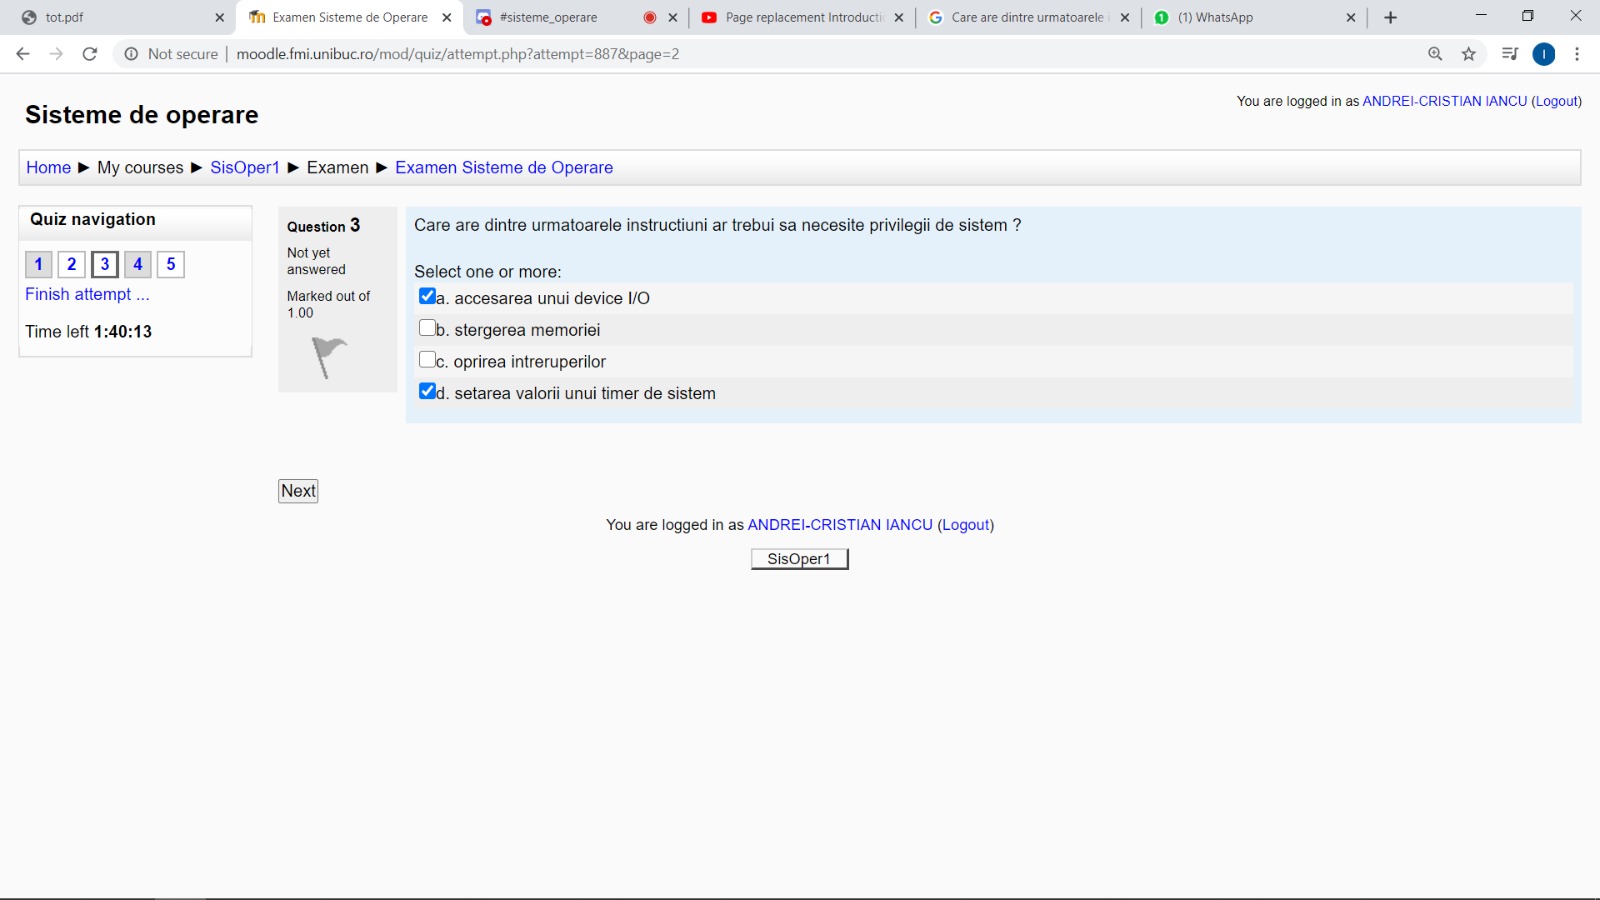 tot.pdf
Examen Sisteme de Operare
#sisteme_operare
Page replacement Introducti
Care are dintre urmatoarele i
(1) WhatsApp
Not secure | moodle.fmi.unibuc.ro/mod/quiz/attempt.php?attempt=887&page=2
I
You are logged in as ANDREI-CRISTIAN IANCU (Logout)
Sisteme de operare
Home ► My courses ► SisOper1 ► Examen ► Examen Sisteme de Operare
Quiz navigation
1 2 3 4 5
Finish attempt ...
Time left 1:40:13
Question 3
Not yet
answered
Marked out of
1.00
Care are dintre urmatoarele instructiuni ar trebui sa necesite privilegii de sistem ?
Select one or more:
a. accesarea unui device I/O
b. stergerea memoriei
c. oprirea intreruperilor
d. setarea valorii unui timer de sistem
Next
You are logged in as ANDREI-CRISTIAN IANCU (Logout)
SisOper1